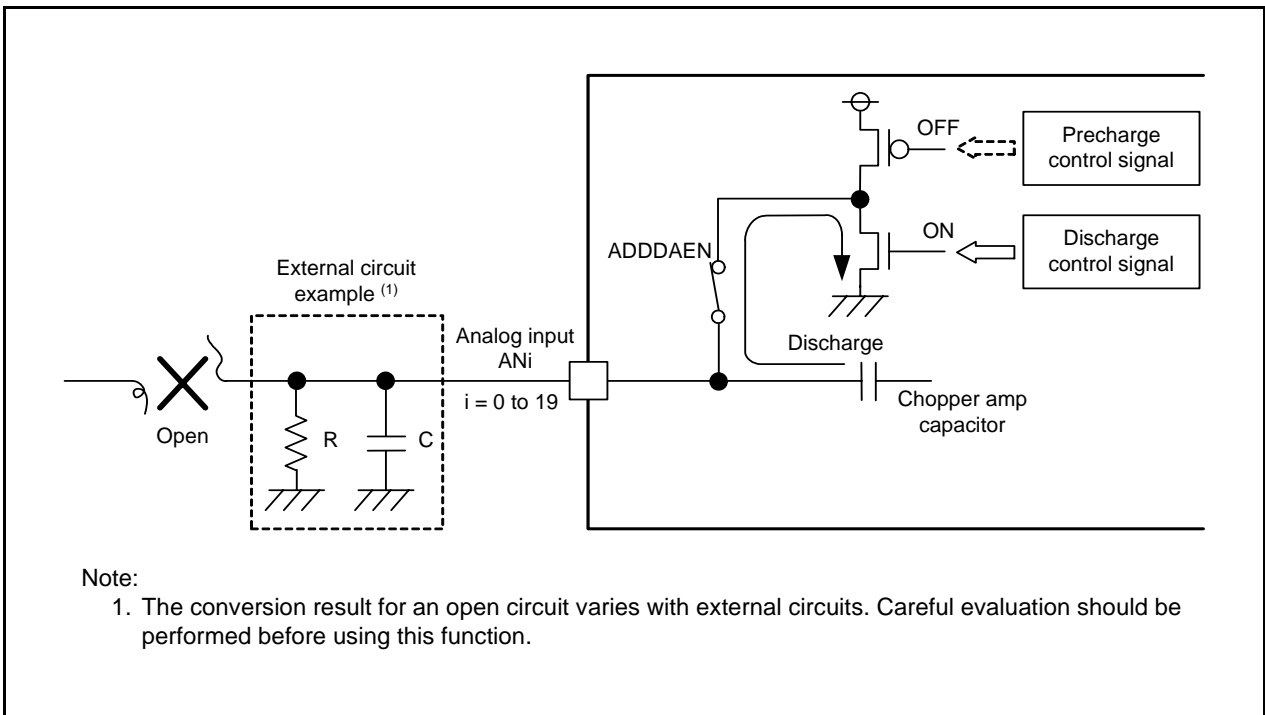 OFF
Precharge
control signal
ON
Discharge
control signal
ADDDAEN
External circuit
example (1)
Analog input
ANi
i = 0 to 19
Discharge
Chopper amp
capacitor
Open
R
C
Note:
1. The conversion result for an open circuit varies with external circuits. Careful evaluation should be
performed before using this function.